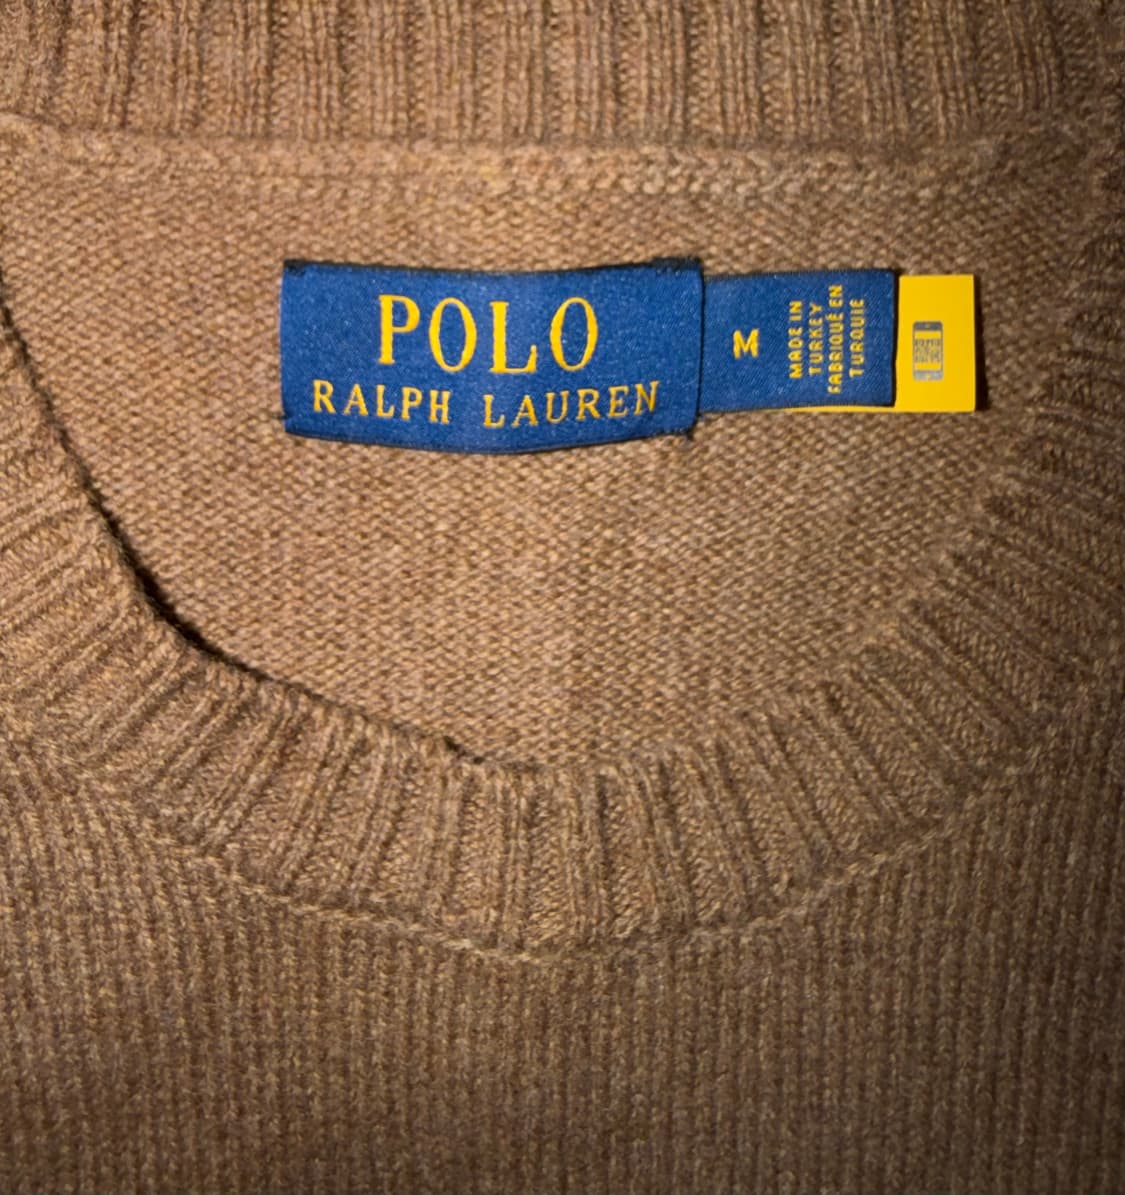 POLO
RALPH LAUREN
M
MADE IN
TURKEY
FABRIQUÉ EN
TURQUIE